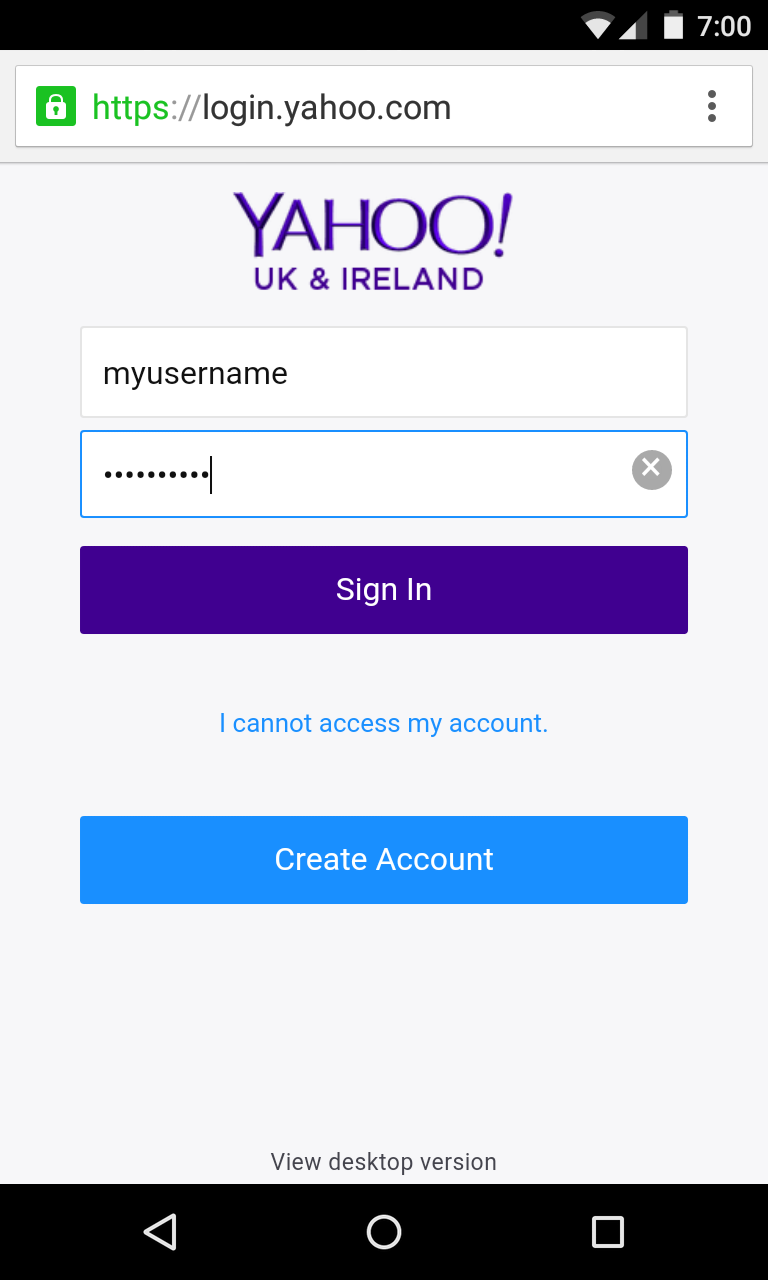 7:00
https://login.yahoo.com
YAHOO!
UK & IRELAND
myusername
••••••••••
Sign In
I cannot access my account.
Create Account
View desktop version